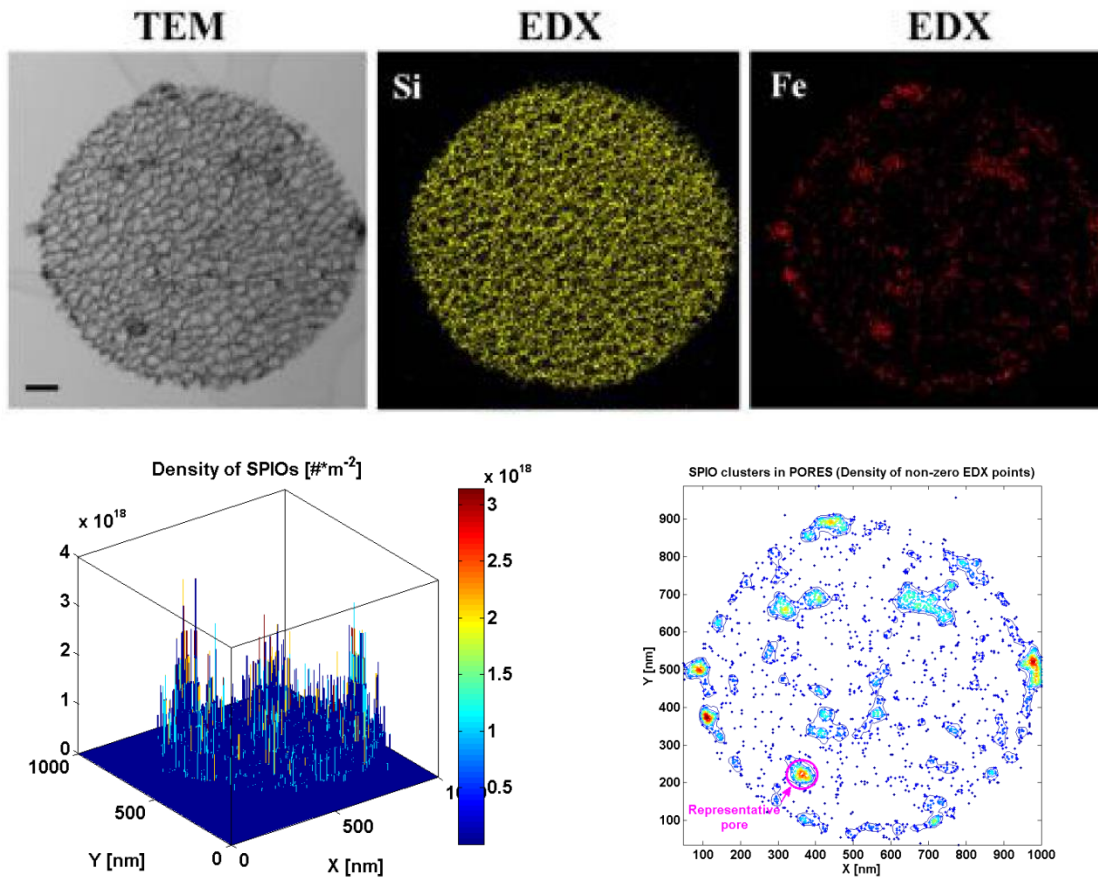 TEM
EDX
EDX
Si
Fe
Density of SPIOs [#*m⁻²]
x 10¹⁸
4
3
2
1
0
1000
500
0
Y [nm]
0
500
X [nm]
x 10¹⁸
3
2.5
2
1.5
1
0.5
SPIO clusters in PORES (Density of non-zero EDX points)
900
800
700
600
500
400
300
200
100
Y [nm]
Representative
pore
100 200 300 400 500 600 700 800 900 1000
X [nm]